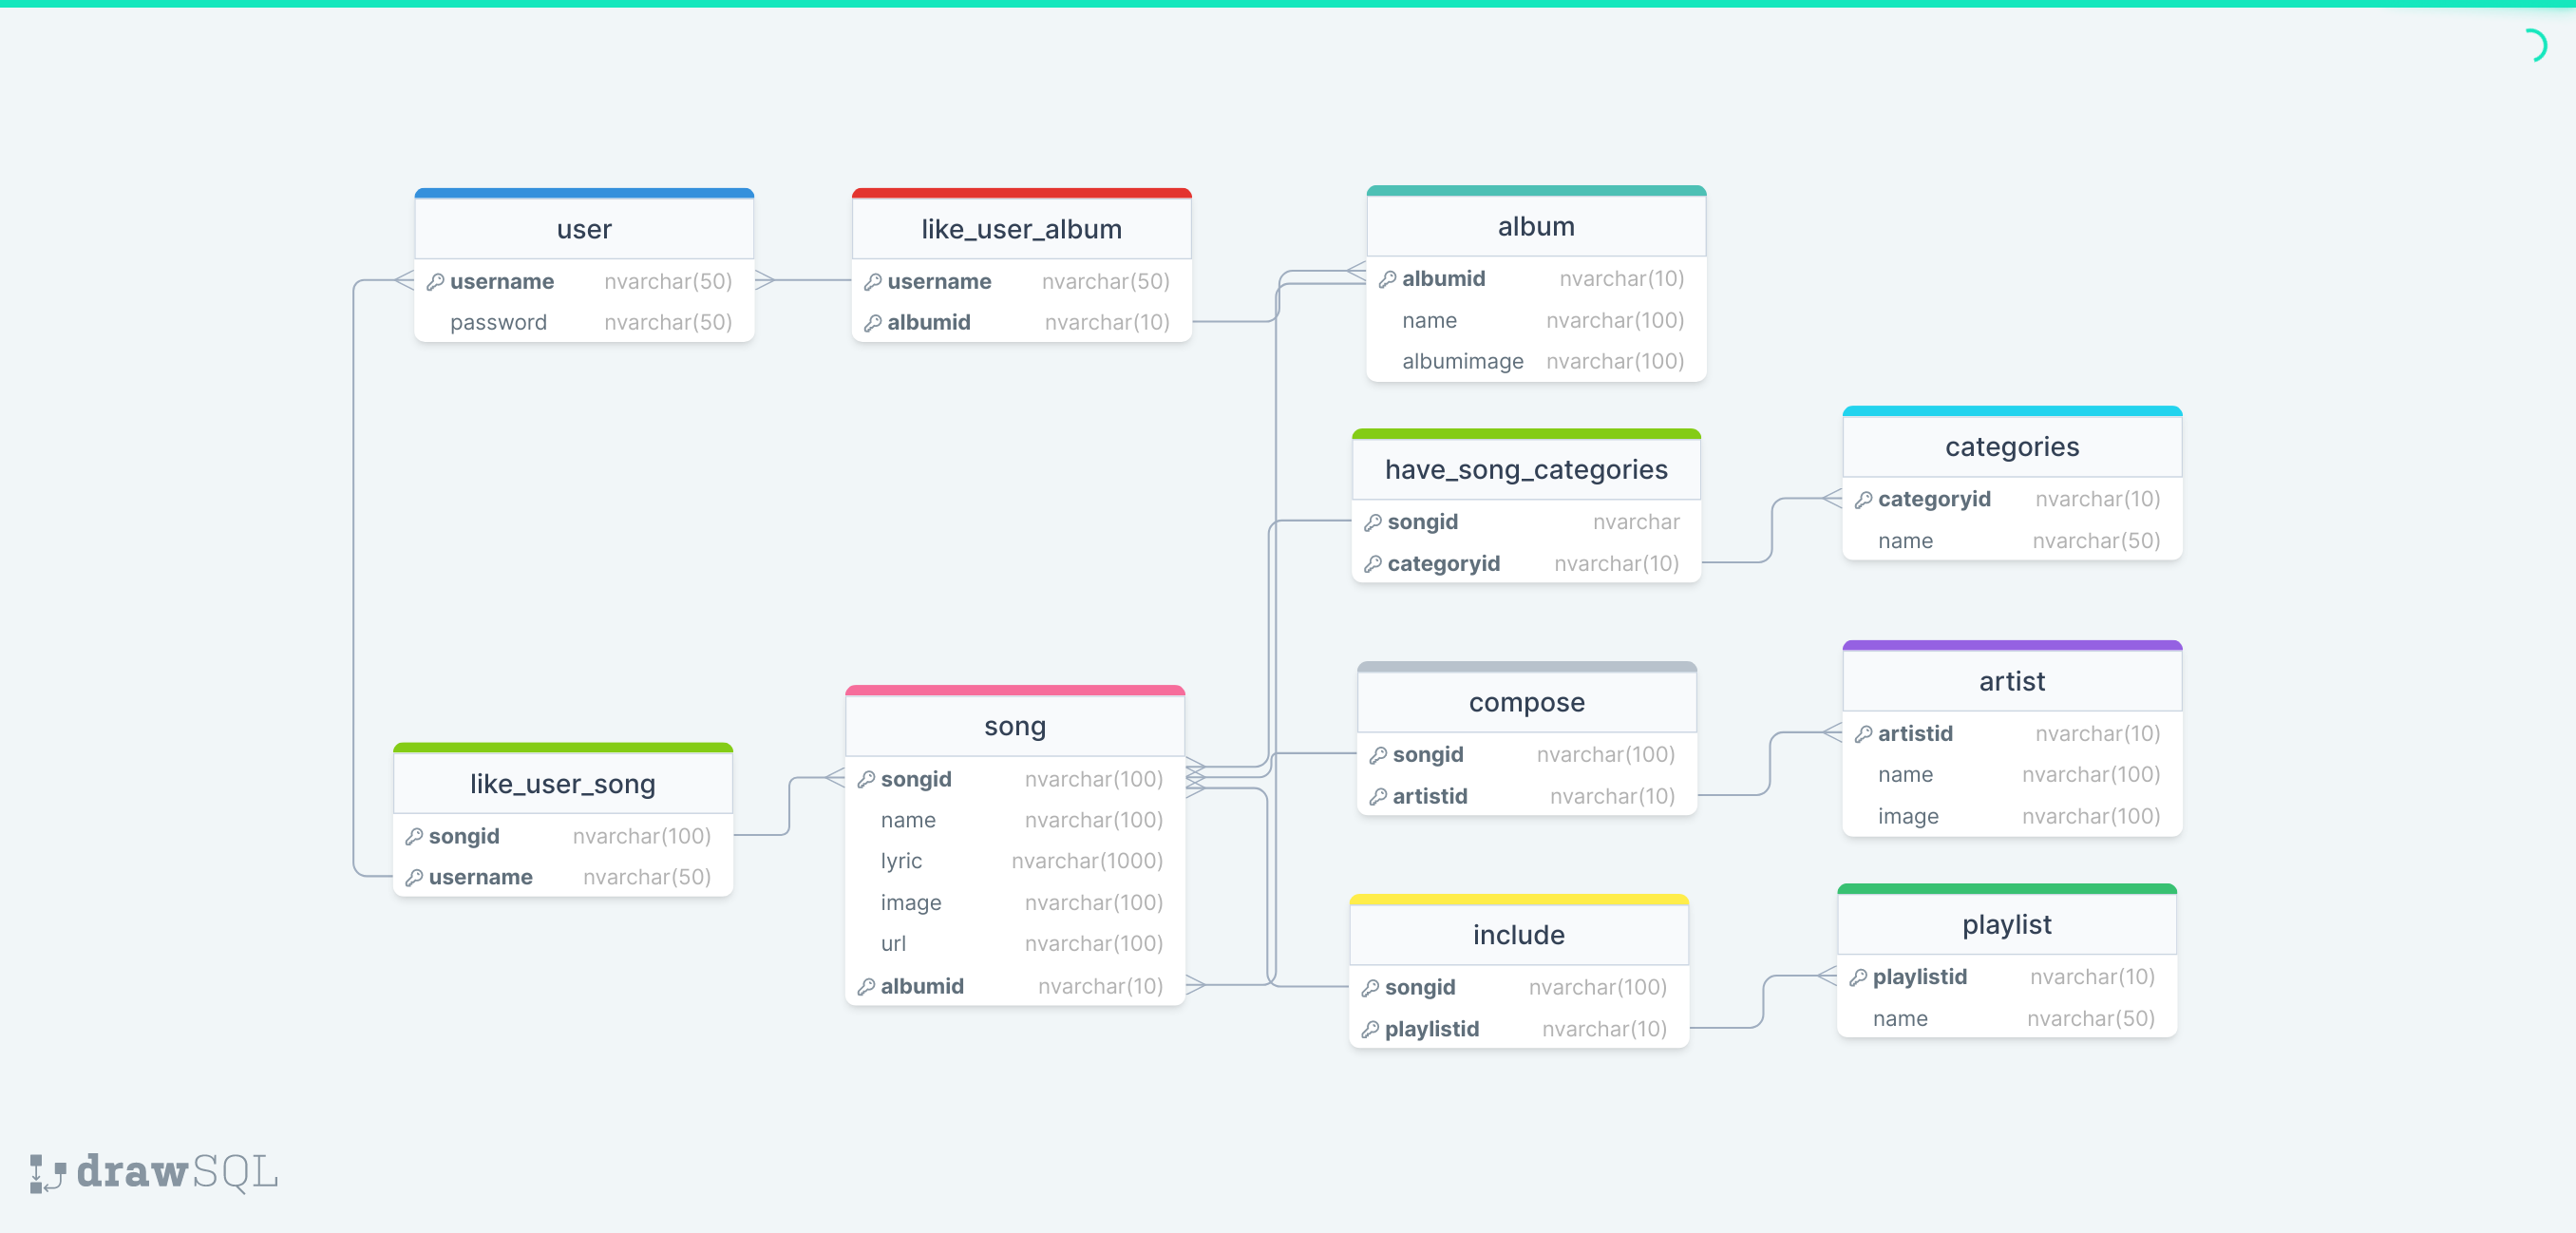 user
username nvarchar(50)
password nvarchar(50)
like_user_album
username nvarchar(50)
albumid nvarchar(10)
album
albumid nvarchar(10)
name nvarchar(100)
albumimage nvarchar(100)
have_song_categories
songid nvarchar
categoryid nvarchar(10)
categories
categoryid nvarchar(10)
name nvarchar(50)
like_user_song
songid nvarchar(100)
username nvarchar(50)
song
songid nvarchar(100)
name nvarchar(100)
lyric nvarchar(1000)
image nvarchar(100)
url nvarchar(100)
albumid nvarchar(10)
compose
songid nvarchar(100)
artistid nvarchar(10)
artist
artistid nvarchar(10)
name nvarchar(100)
image nvarchar(100)
include
songid nvarchar(100)
playlistid nvarchar(10)
playlist
playlistid nvarchar(10)
name nvarchar(50)
drawSQL